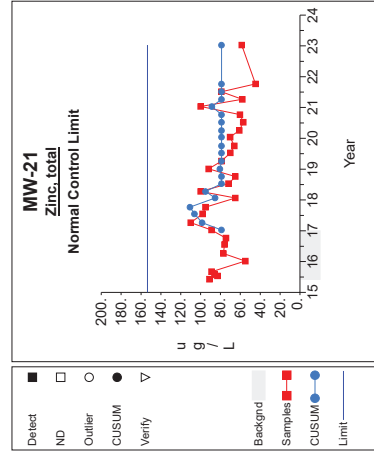 MW-21
Zinc, total
Normal Control Limit
200.
180.
160.
140.
120.
100.
80.
60.
40.
20.
0.
u
g/
L
15
16
17
18
19
20
21
22
23
24
Year
Detect
ND
Outlier
CUSUM
Verify
Backgnd
Samples
CUSUM
Limit